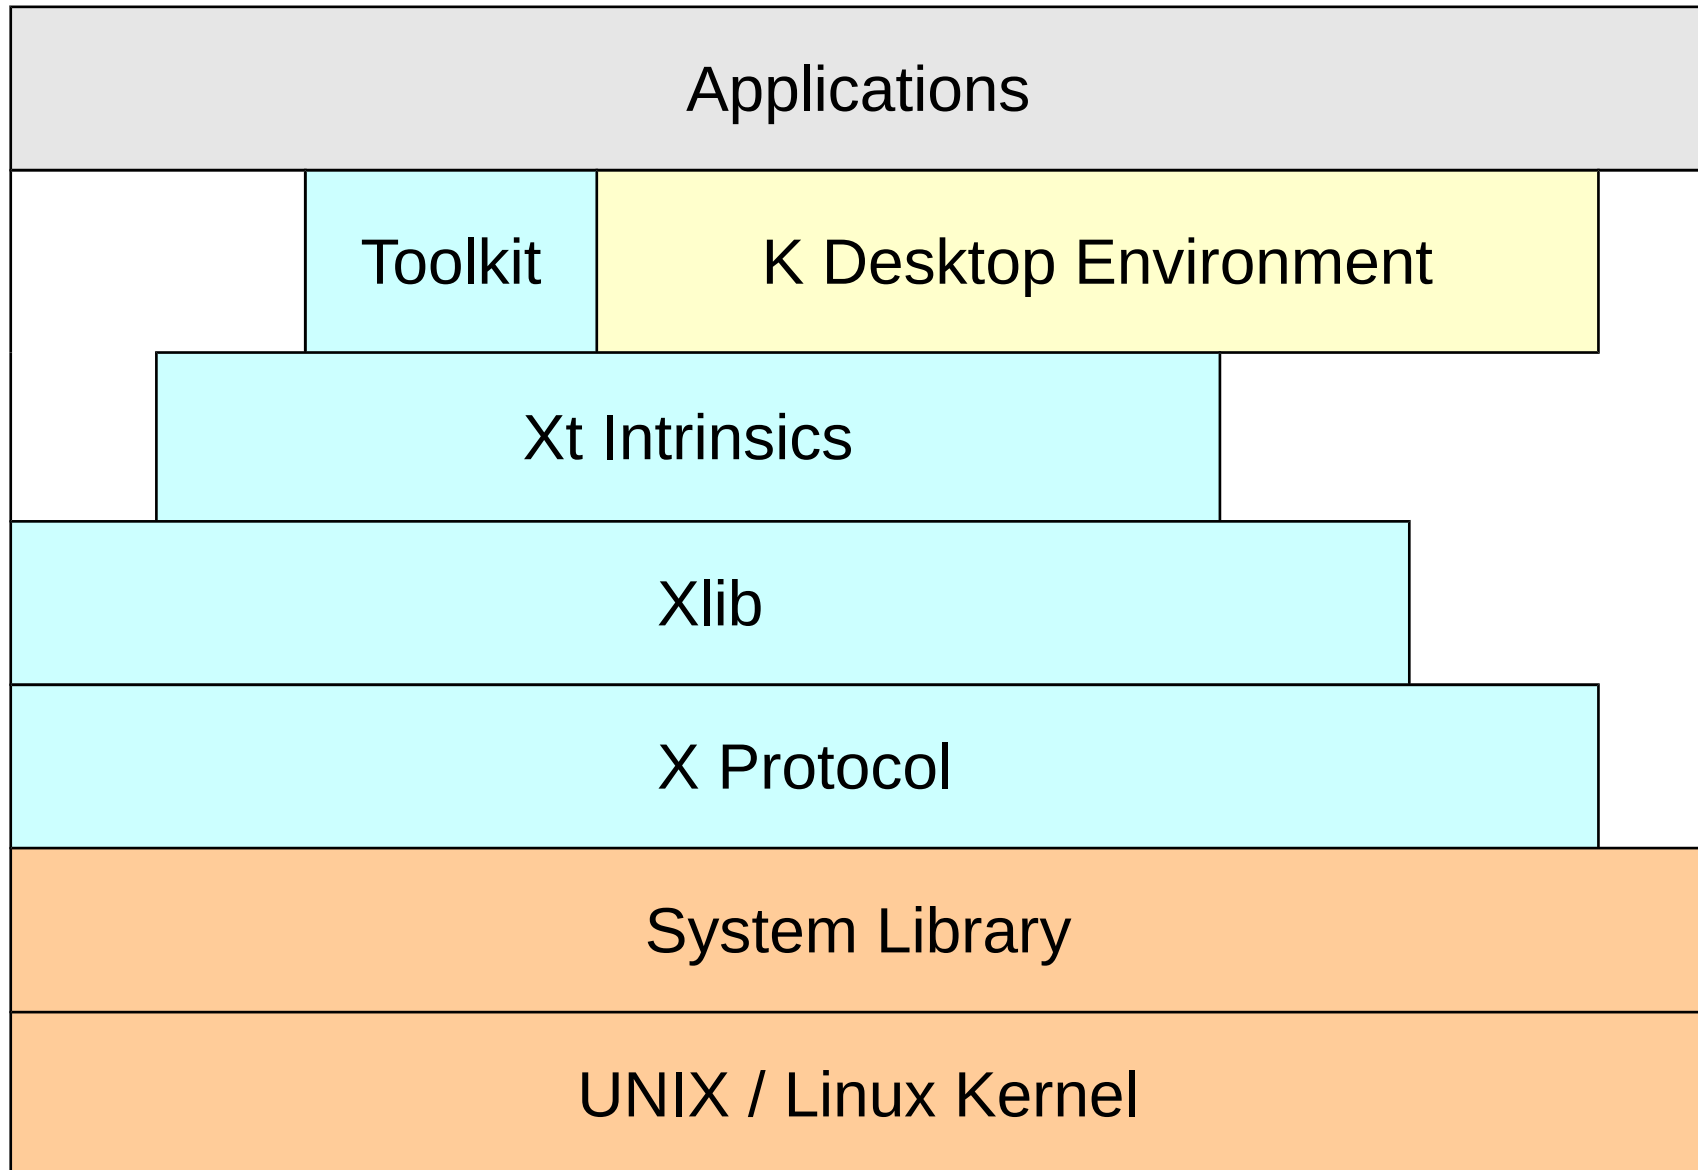 Applications
Toolkit
K Desktop Environment
Xt Intrinsics
Xlib
X Protocol
System Library
UNIX / Linux Kernel